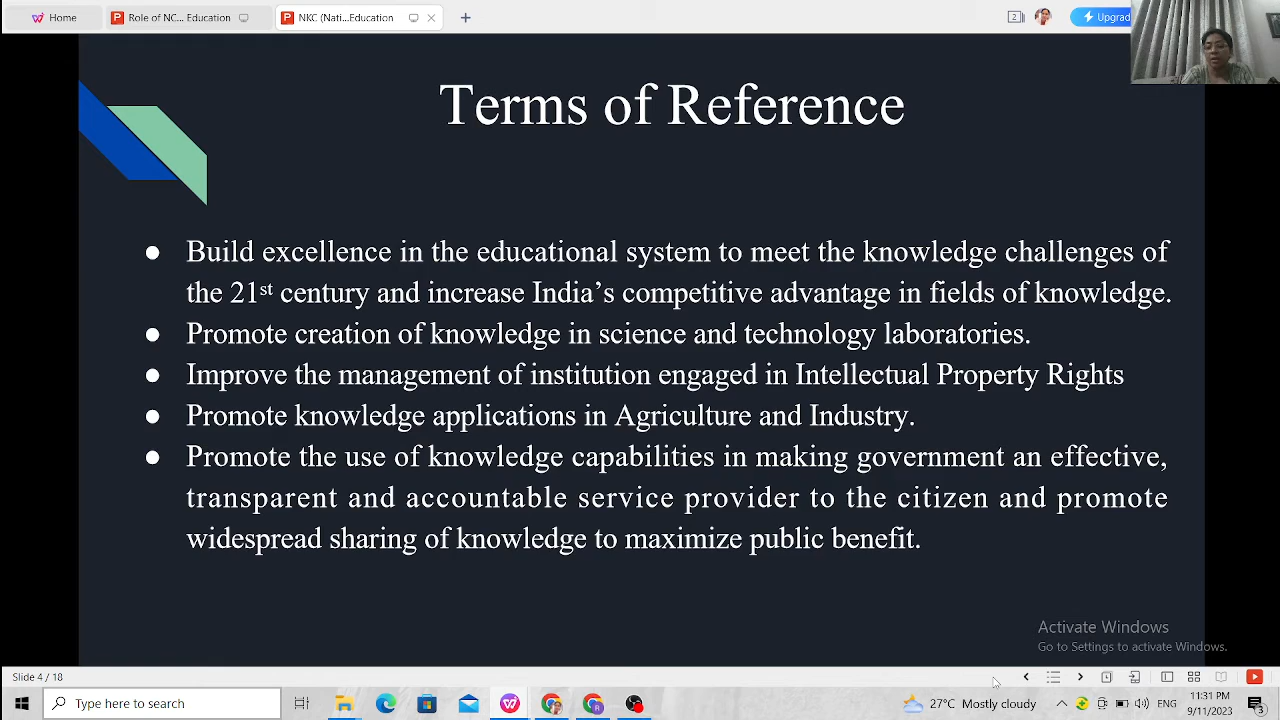 Home
Role of NC... Education
NKC (Nati...Education
2
Upgrad
Terms of Reference
● Build excellence in the educational system to meet the knowledge challenges of
the 21st century and increase India’s competitive advantage in fields of knowledge.
● Promote creation of knowledge in science and technology laboratories.
● Improve the management of institution engaged in Intellectual Property Rights
● Promote knowledge applications in Agriculture and Industry.
● Promote the use of knowledge capabilities in making government an effective,
transparent and accountable service provider to the citizen and promote
widespread sharing of knowledge to maximize public benefit.
Activate Windows
Go to Settings to activate Windows.
Slide 4 / 18
Type here to search
27°C Mostly cloudy
ENG
11:31 PM
9/11/2023
3